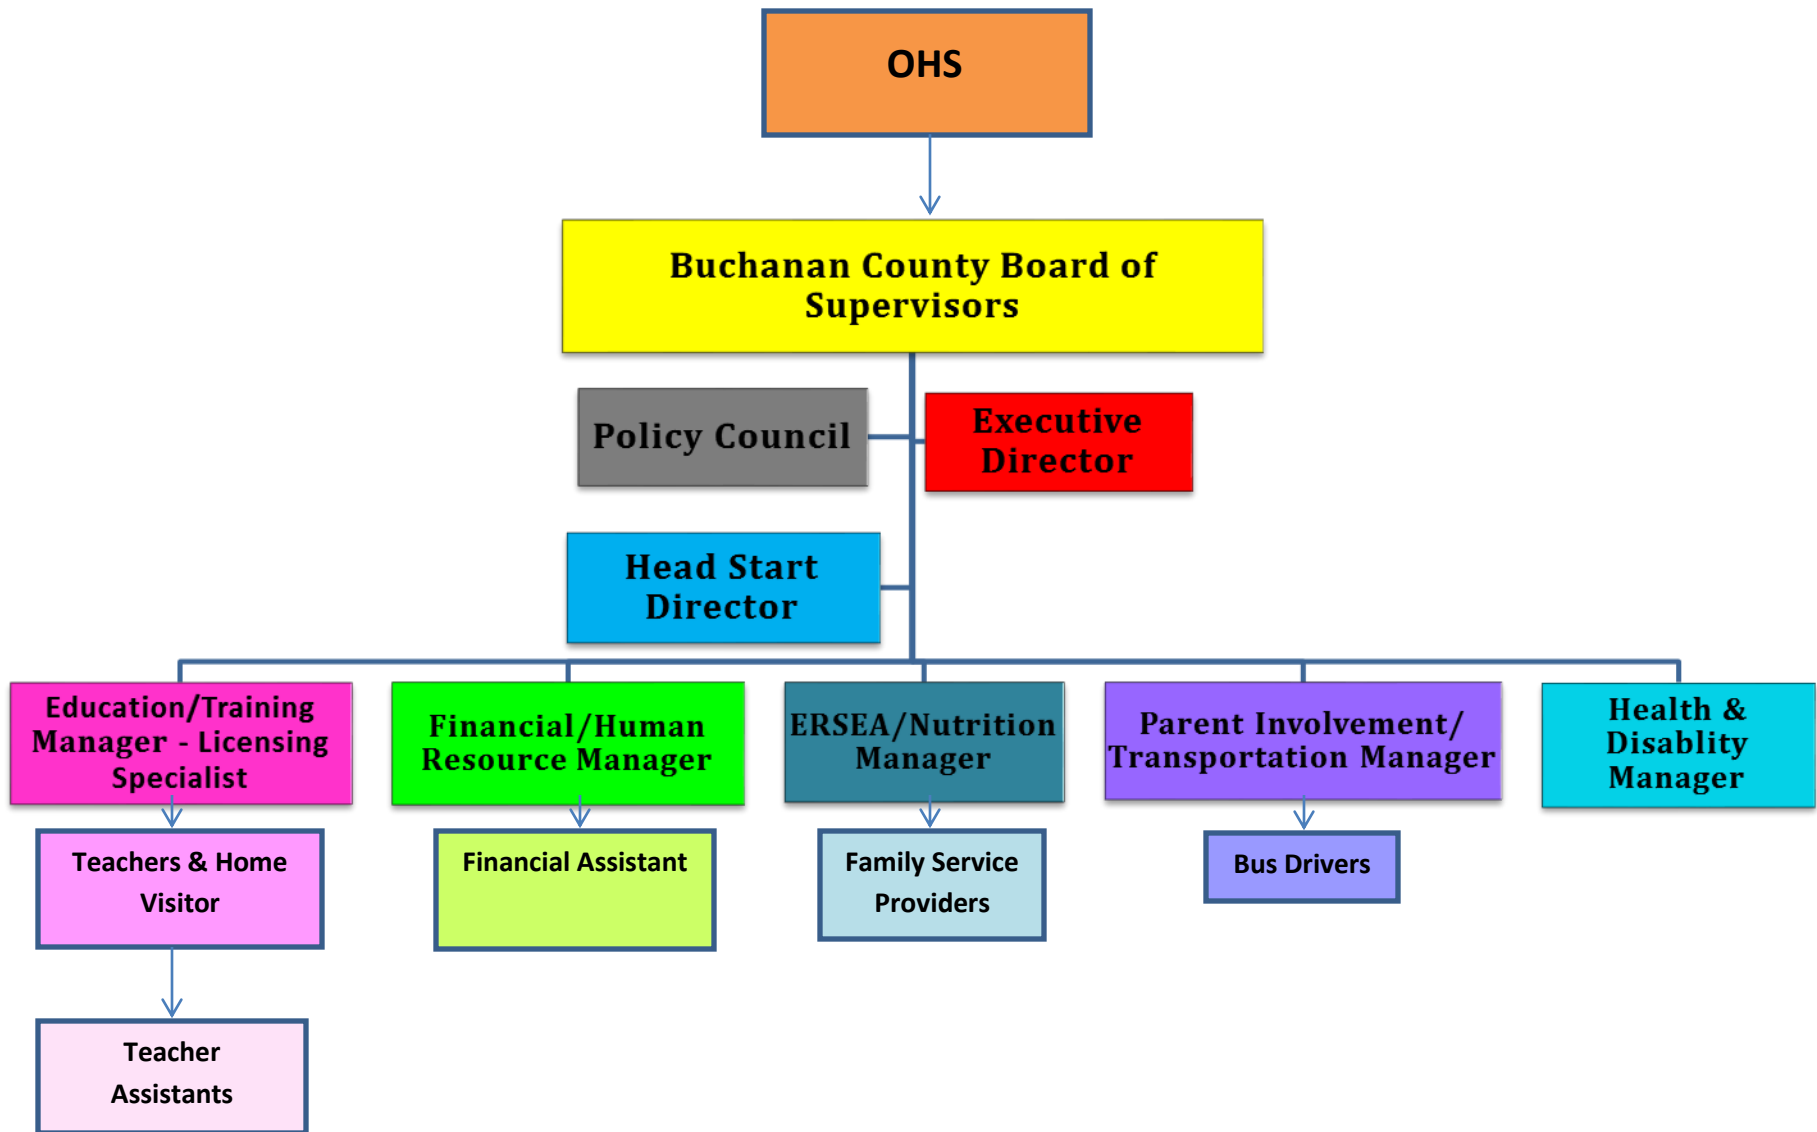 OHS
Buchanan County Board of
Supervisors
Policy Council
Executive
Director
Head Start
Director
Education/Training
Manager - Licensing
Specialist
Financial/Human
Resource Manager
ERSEA/Nutrition
Manager
Parent Involvement/
Transportation Manager
Health &
Disablity
Manager
Teachers & Home
Visitor
Financial Assistant
Family Service
Providers
Bus Drivers
Teacher
Assistants